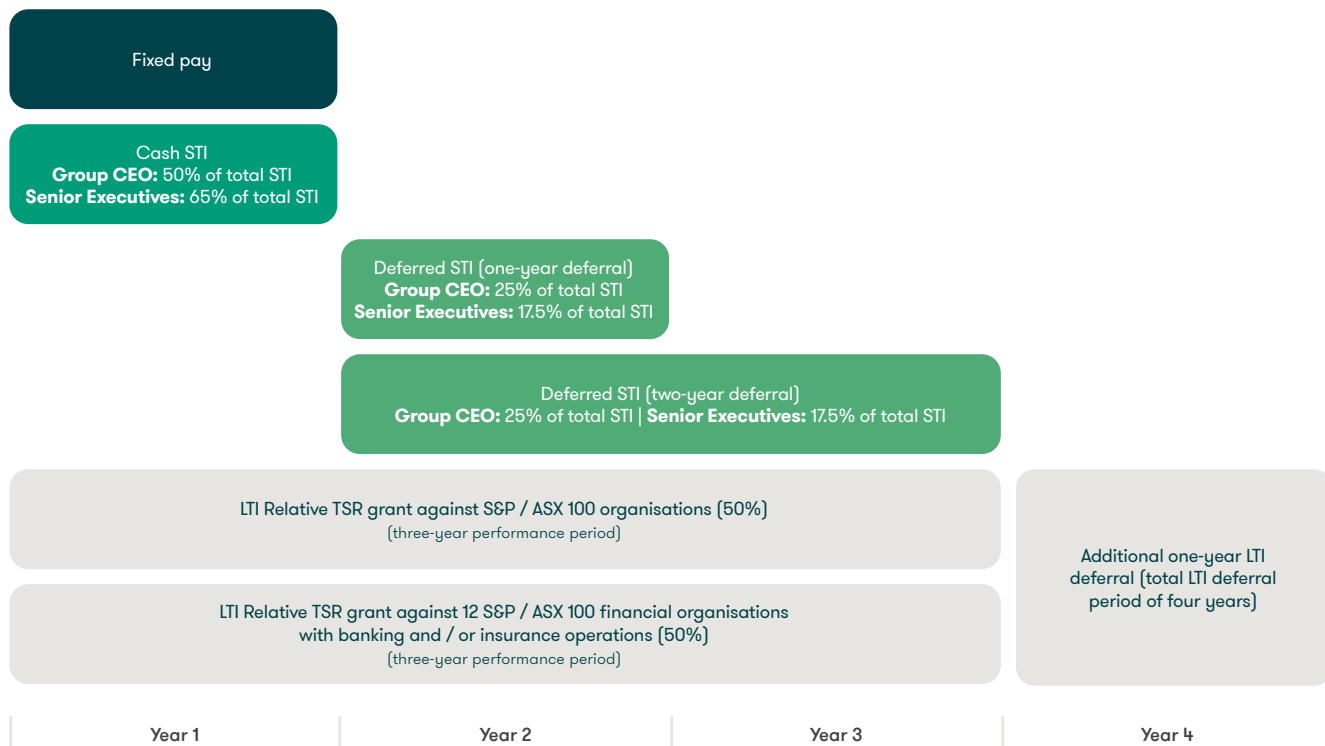 Fixed pay
Cash STI
Group CEO: 50% of total STI
Senior Executives: 65% of total STI
Deferred STI (one-year deferral)
Group CEO: 25% of total STI
Senior Executives: 17.5% of total STI
Deferred STI (two-year deferral)
Group CEO: 25% of total STI | Senior Executives: 17.5% of total STI
LTI Relative TSR grant against S&P / ASX 100 organisations (50%)
(three-year performance period)
LTI Relative TSR grant against 12 S&P / ASX 100 financial organisations
with banking and / or insurance operations (50%)
(three-year performance period)
Additional one-year LTI
deferral (total LTI deferral
period of four years)
Year 1
Year 2
Year 3
Year 4